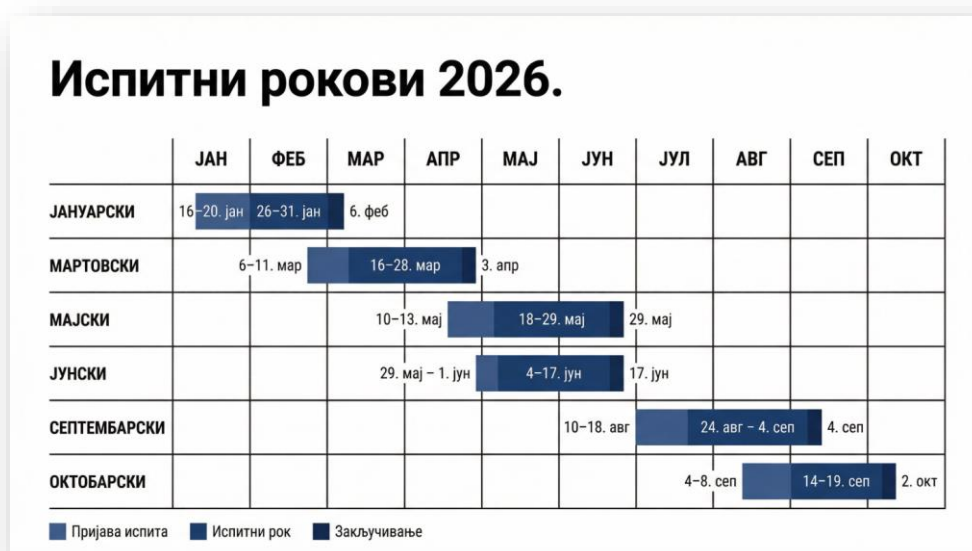 Испитни рокови 2026.
ЈАН ФЕБ МАР АПР МАЈ ЈУН ЈУЛ АВГ СЕП ОКТ
ЈАНУАРСКИ 16–20. јан 26–31. јан 6. феб
МАРТОВСКИ 6–11. мар 16–28. мар 3. апр
МАЈСКИ 10–13. мај 18–29. мај 29. мај
ЈУНСКИ 29. мај – 1. јун 4–17. јун 17. јун
СЕПТЕМБАРСКИ 10–18. авг 24. авг – 4. сеп 4. сеп
ОКТОБАРСКИ 4–8. сеп 14–19. сеп 2. окт
Пријава испита Испитни рок Закључивање